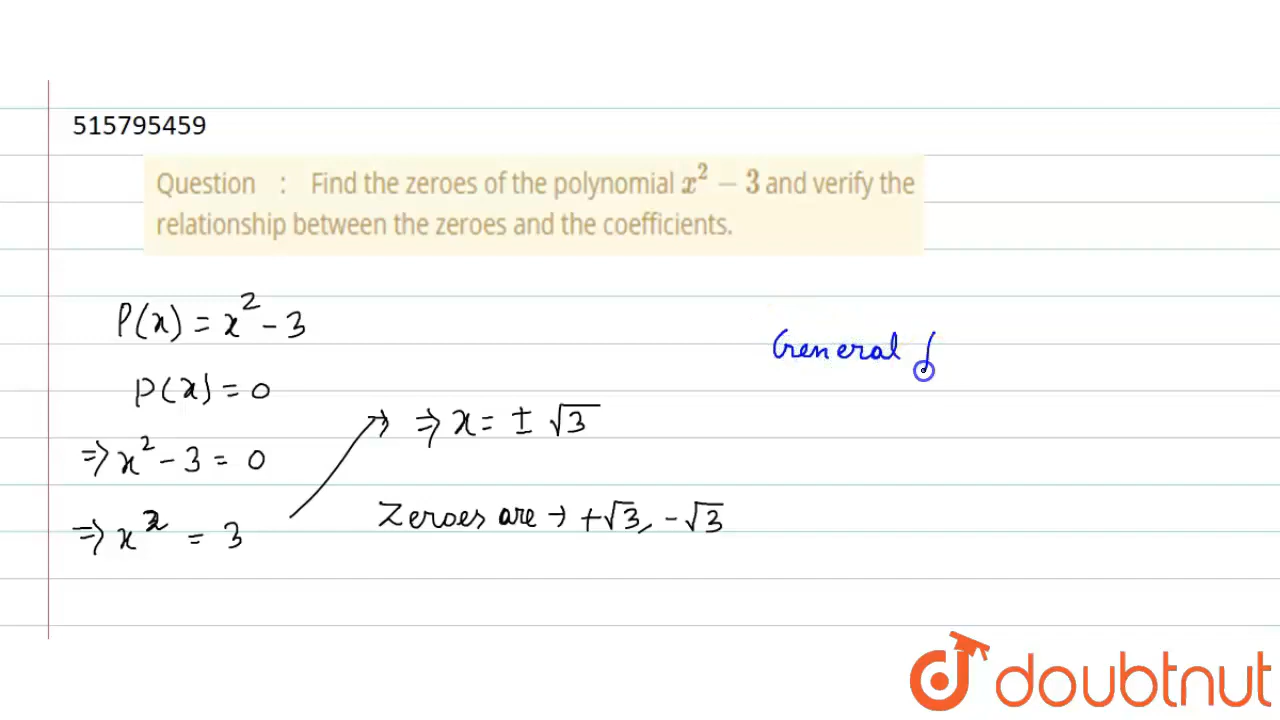 515795459
Question : Find the zeroes of the polynomial x² − 3 and verify the
relationship between the zeroes and the coefficients.
P(x) = x² − 3
P(x) = 0
⇒ x² − 3 = 0
⇒ x² = 3
⇒ x = ± √3
Zeroes are → +√3, −√3
General f
doubtnut